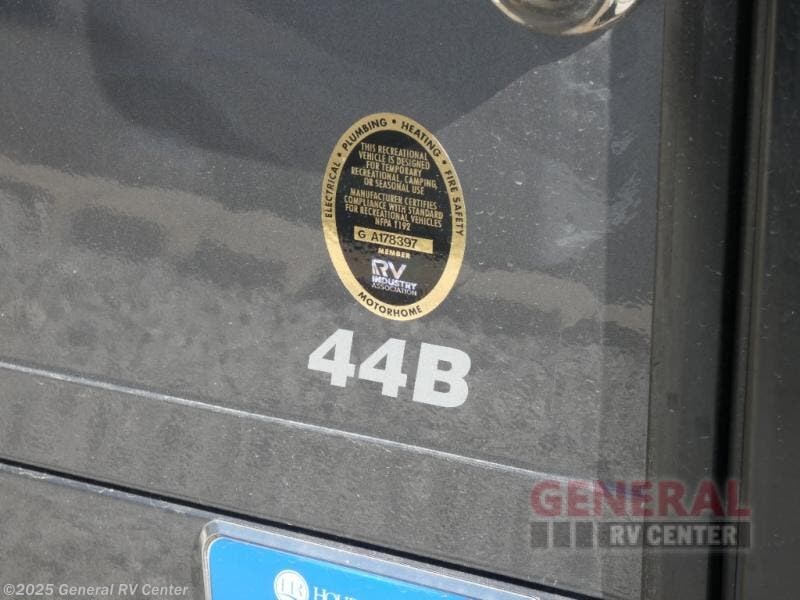 ELECTRICAL • PLUMBING • HEATING • FIRE SAFETY
THIS RECREATIONAL
VEHICLE IS DESIGNED
FOR TEMPORARY
RECREATIONAL, CAMPING,
OR SEASONAL USE
MANUFACTURER CERTIFIES
COMPLIANCE WITH STANDARD
FOR RECREATIONAL VEHICLES
NFPA 1192
G A178397
MEMBER
RV
INDUSTRY
ASSOCIATION
MOTORHOME
44B
GENERAL
RV CENTER
©2025 General RV Center